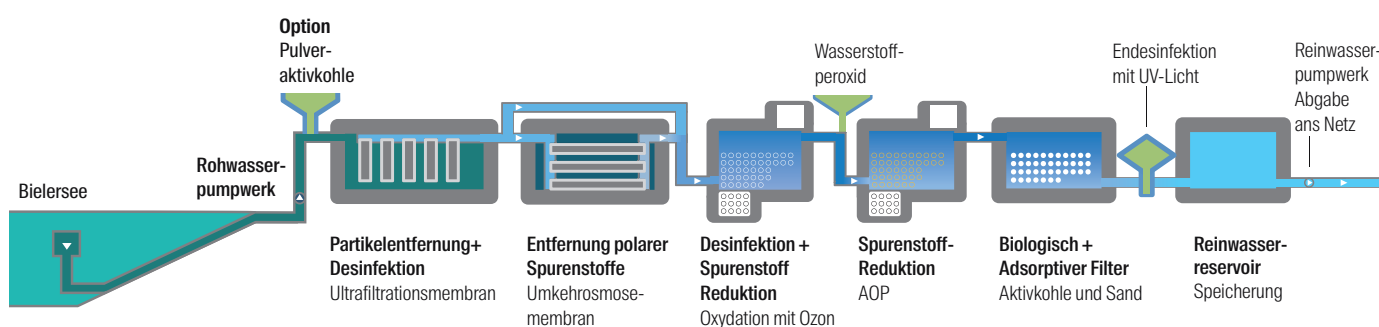 Option
Pulver-
aktivkohle
Wasserstoff-
peroxid
Endesinfektion
mit UV-Licht
Reinwasser-
pumpwerk
Abgabe
ans Netz
Rohwasser-
pumpwerk
Bielersee
Partikelentfernung+
Desinfektion
Ultrafiltrationsmembran
Entfernung polarer
Spurenstoffe
Umkehrosmose-
membran
Desinfektion +
Spurenstoff
Reduktion
Oxydation mit Ozon
Spurenstoff-
Reduktion
AOP
Biologisch +
Adsorptiver Filter
Aktivkohle und Sand
Reinwasser-
reservoir
Speicherung